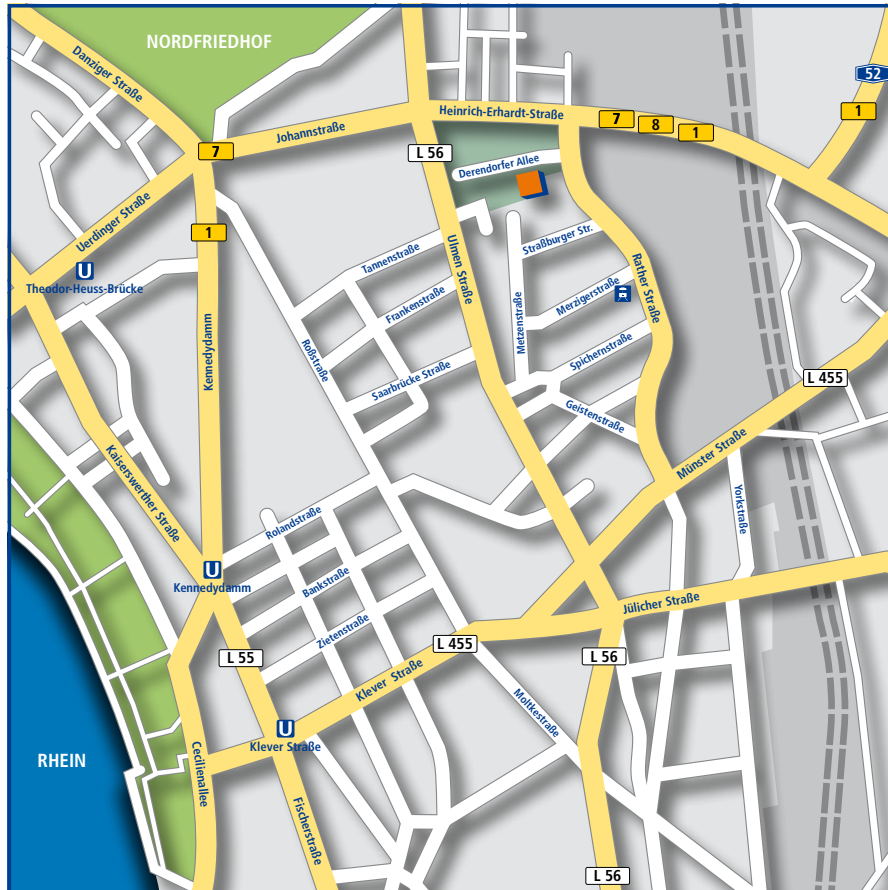 NORDFRIEDHOF
Danziger Straße
52
1
Heinrich-Erhardt-Straße
7
8
1
Johannstraße
7
L 56
Derendorfer Allee
Uerdinger Straße
1
U
Theodor-Heuss-Brücke
Tannenstraße
Ulmen Straße
Straßburger Str.
Rather Straße
Frankenstraße
Merzigerstraße
Metzenstraße
Kennedydamm
Roßstraße
Saarbrücke Straße
Spichernstraße
L 455
Geistenstraße
Münster Straße
Kaiserswerther Straße
Yorkstraße
Rolandstraße
U
Kennedydamm
Bankstraße
Jülicher Straße
Zietenstraße
L 455
L 55
L 56
Klever Straße
Moltkestraße
U
Klever Straße
RHEIN
Cecilienallee
Fischerstraße
L 56